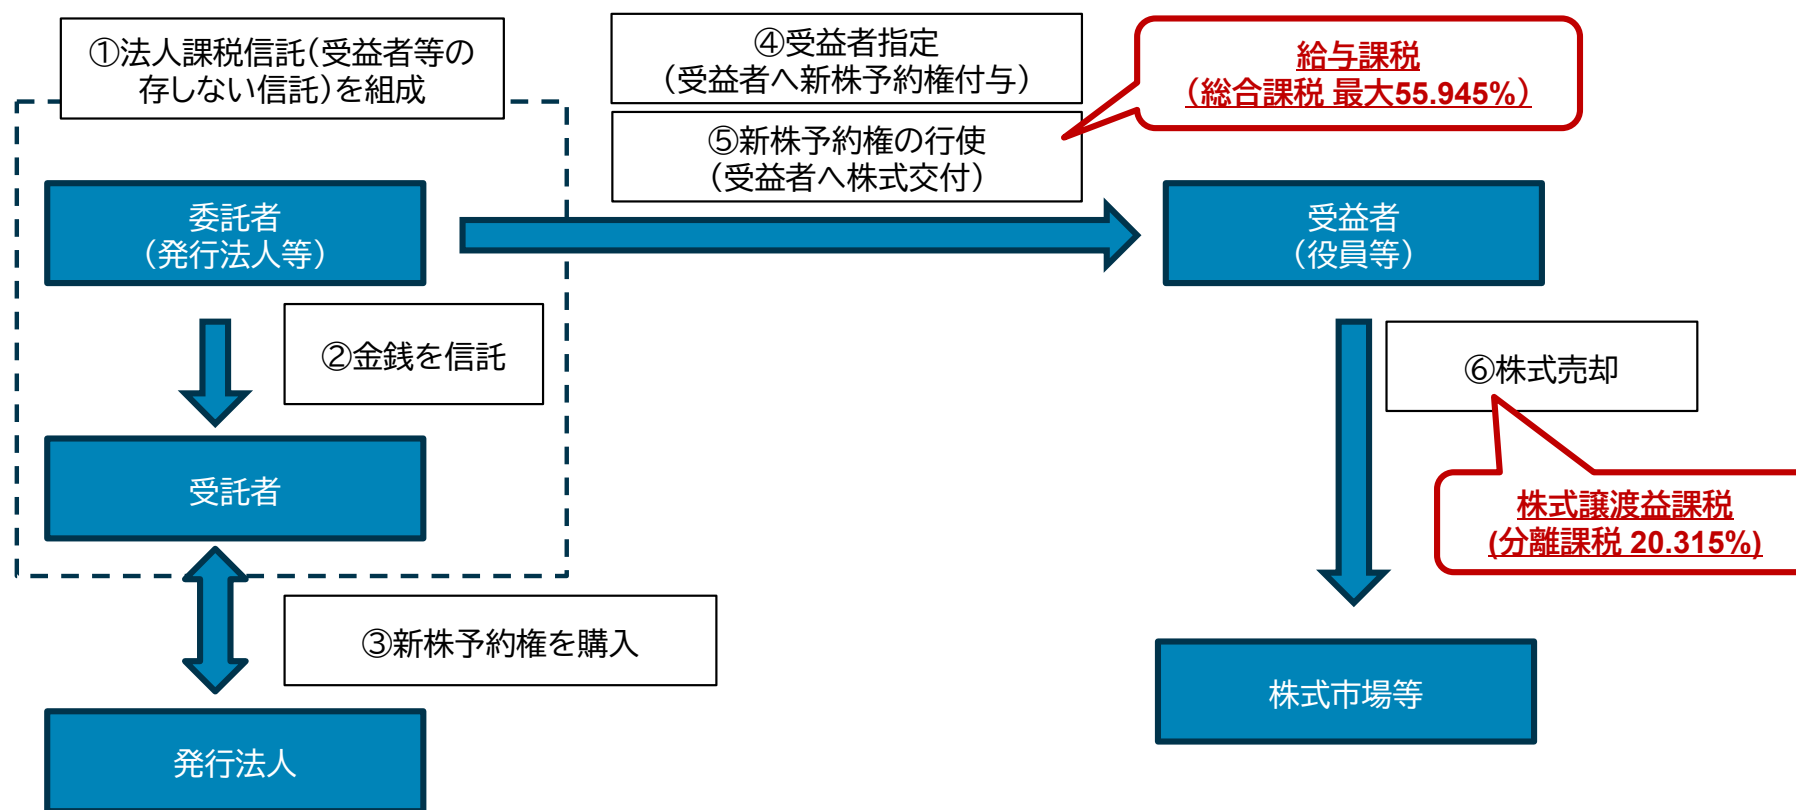 ①法人課税信託(受益者等の
存しない信託)を組成
④受益者指定
(受益者へ新株予約権付与)
給与課税
(総合課税 最大55.945%)
⑤新株予約権の行使
(受益者へ株式交付)
委託者
(発行法人等)
受益者
(役員等)
②金銭を信託
⑥株式売却
受託者
株式譲渡益課税
(分離課税 20.315%)
③新株予約権を購入
株式市場等
発行法人